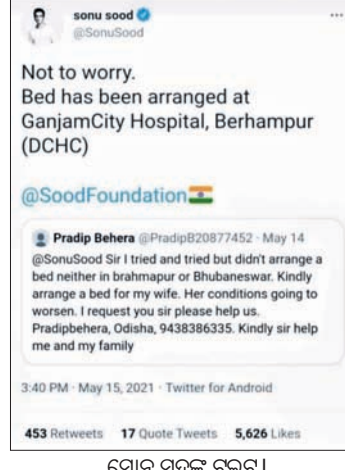 sonu sood
@SonuSood
Not to worry.
Bed has been arranged at
GanjamCity Hospital, Berhampur
(DCHC)
@SoodFoundation🇮🇳
Pradip Behera @PradipB20877452 · May 14
@SonuSood Sir I tried and tried but didn't arrange a
bed neither in brahmapur or Bhubaneswar. Kindly
arrange a bed for my wife. Her conditions going to
worsen. I request you sir please help us.
Pradipbehera, Odisha, 9438386335. Kindly sir help
me and my family
3:40 PM · May 15, 2021 · Twitter for Android
453 Retweets 17 Quote Tweets 5,626 Likes